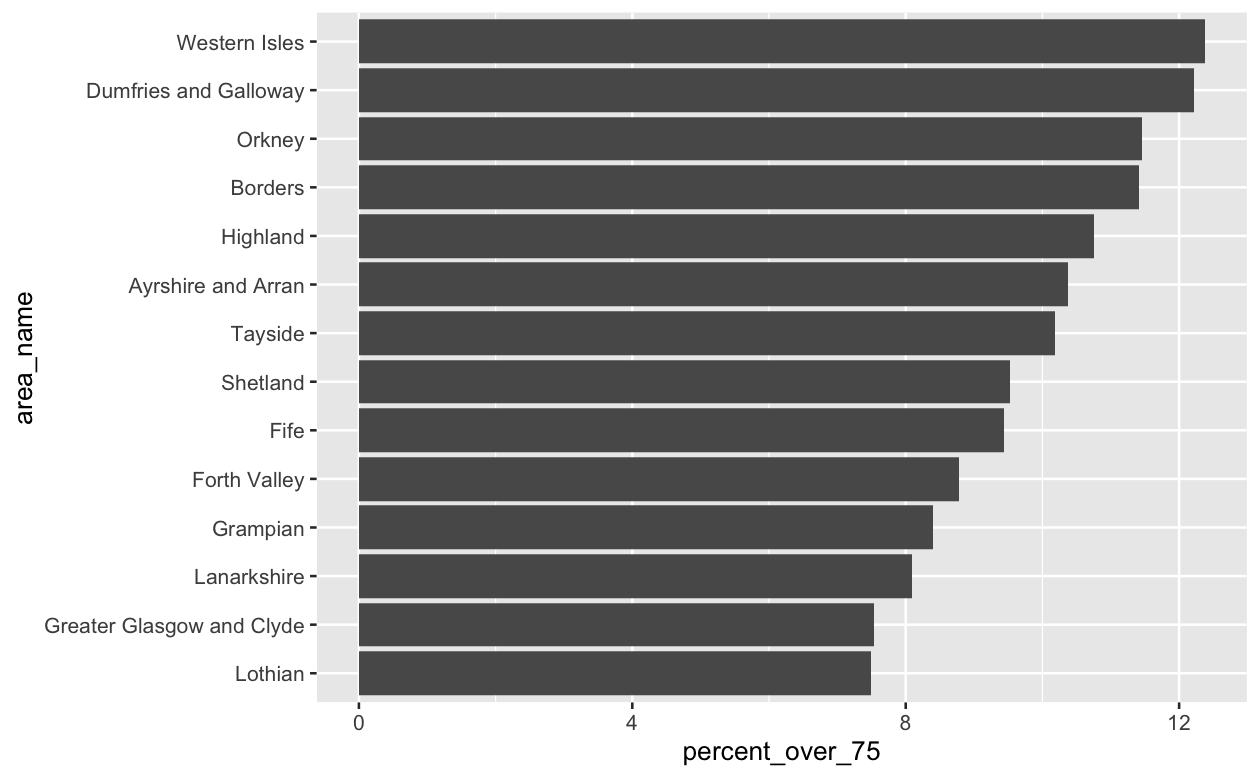 Western Isles
Dumfries and Galloway
Orkney
Borders
Highland
Ayrshire and Arran
Tayside
Shetland
Fife
Forth Valley
Grampian
Lanarkshire
Greater Glasgow and Clyde
Lothian
area_name
0 4 8 12
percent_over_75